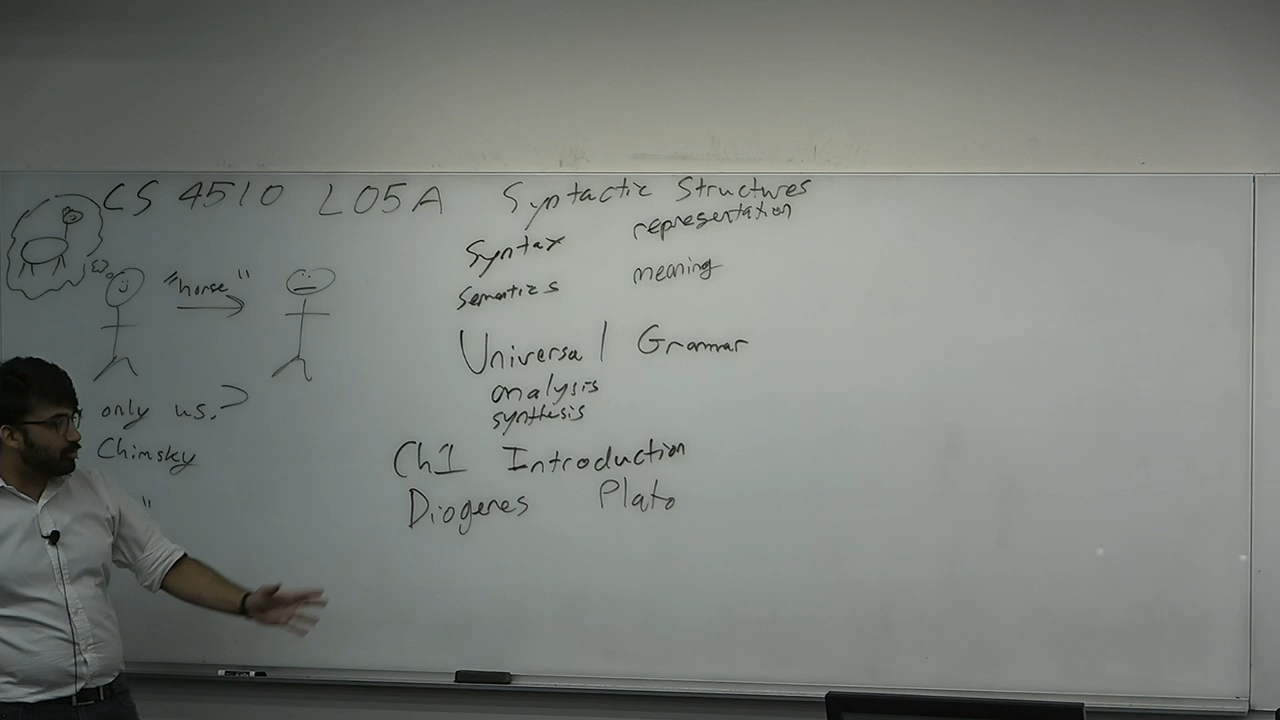 CS 4510 L05A Syntactic Structures
Syntax representation
Semantics meaning
"horse"
Universal Grammar
analysis
synthesis
only us?
Chimsky
"
Ch1 Introduction
Diogenes Plato